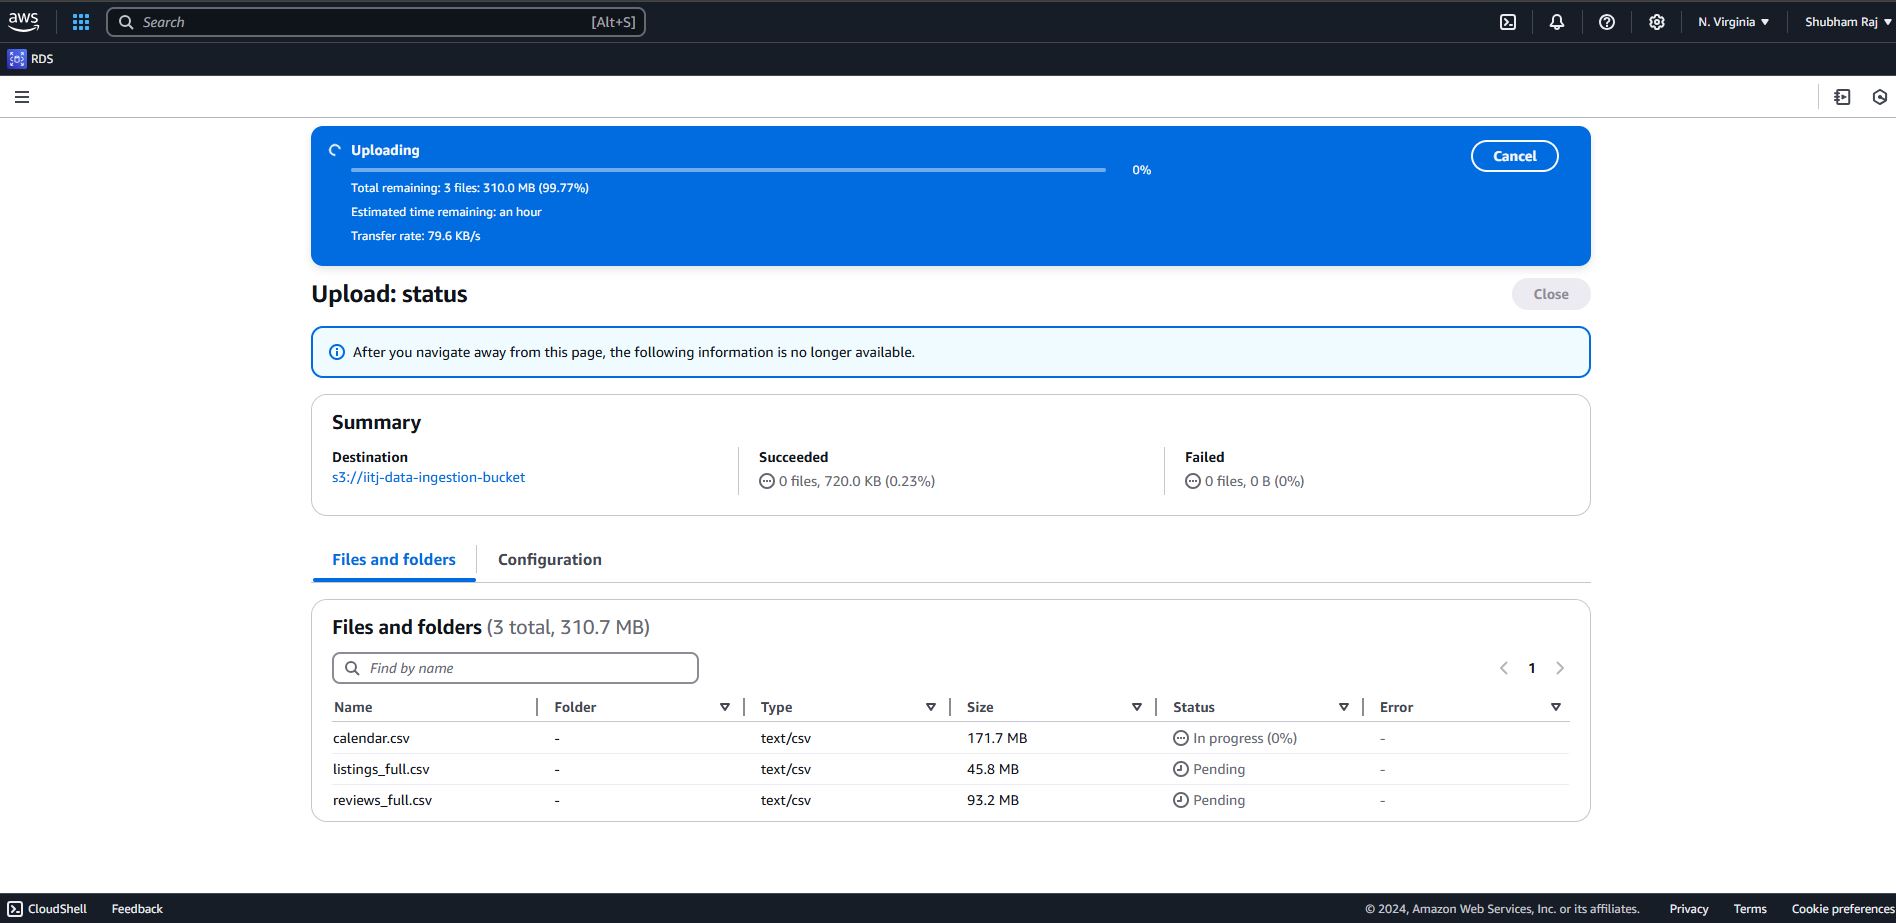 aws
Search [Alt+S]
N. Virginia
Shubham Raj
RDS
Uploading
0%
Cancel
Total remaining: 3 files: 310.0 MB (99.77%)
Estimated time remaining: an hour
Transfer rate: 79.6 KB/s
Upload: status
Close
After you navigate away from this page, the following information is no longer available.
Summary
Destination
s3://iitj-data-ingestion-bucket
Succeeded
0 files, 720.0 KB (0.23%)
Failed
0 files, 0 B (0%)
Files and folders
Configuration
Files and folders (3 total, 310.7 MB)
Find by name
1
Name Folder Type Size Status Error
calendar.csv - text/csv 171.7 MB In progress (0%) -
listings_full.csv - text/csv 45.8 MB Pending -
reviews_full.csv - text/csv 93.2 MB Pending -
CloudShell Feedback © 2024, Amazon Web Services, Inc. or its affiliates. Privacy Terms Cookie preferences